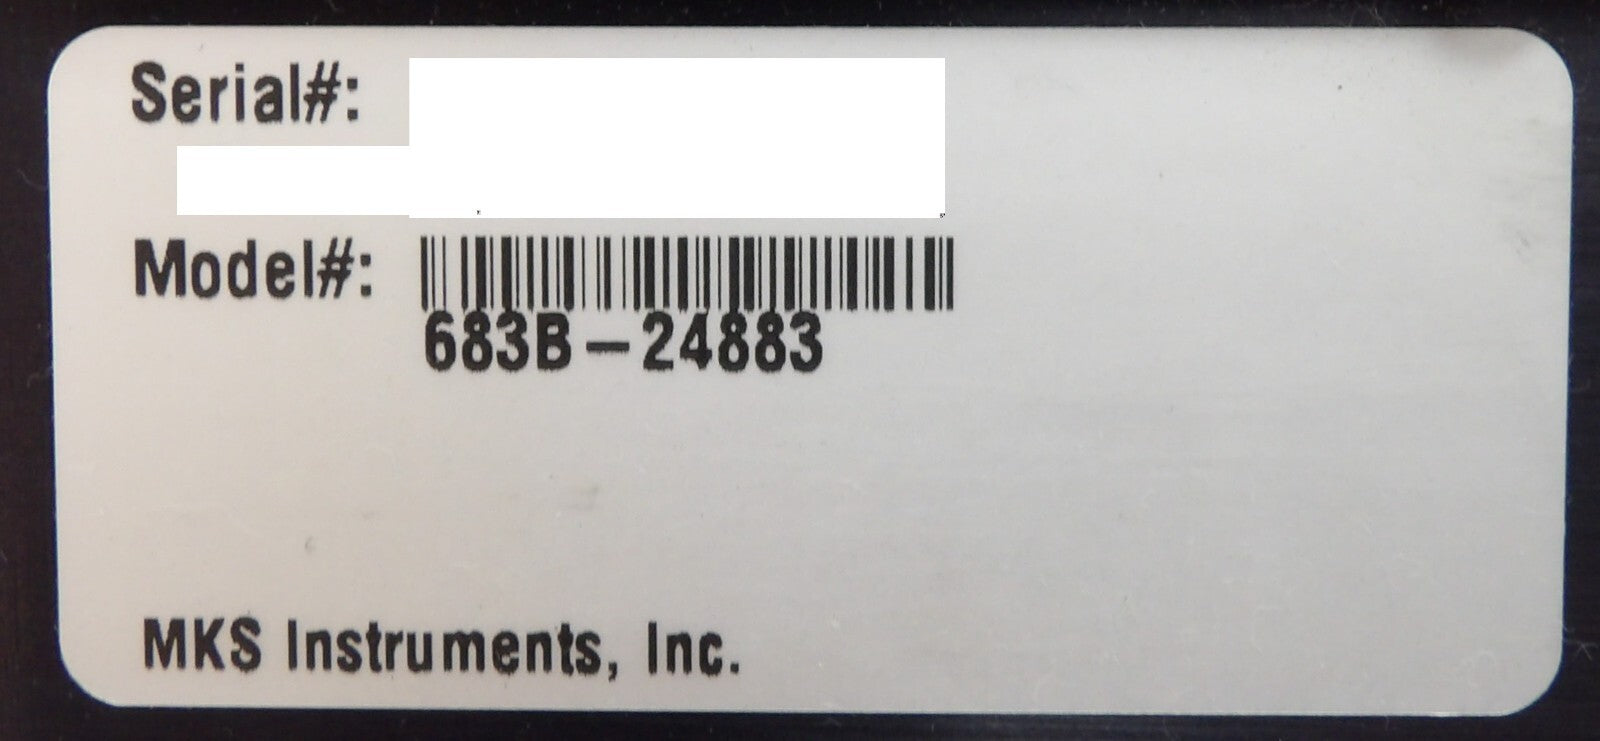 Serial#:
Model#:
683B-24883
MKS Instruments, Inc.